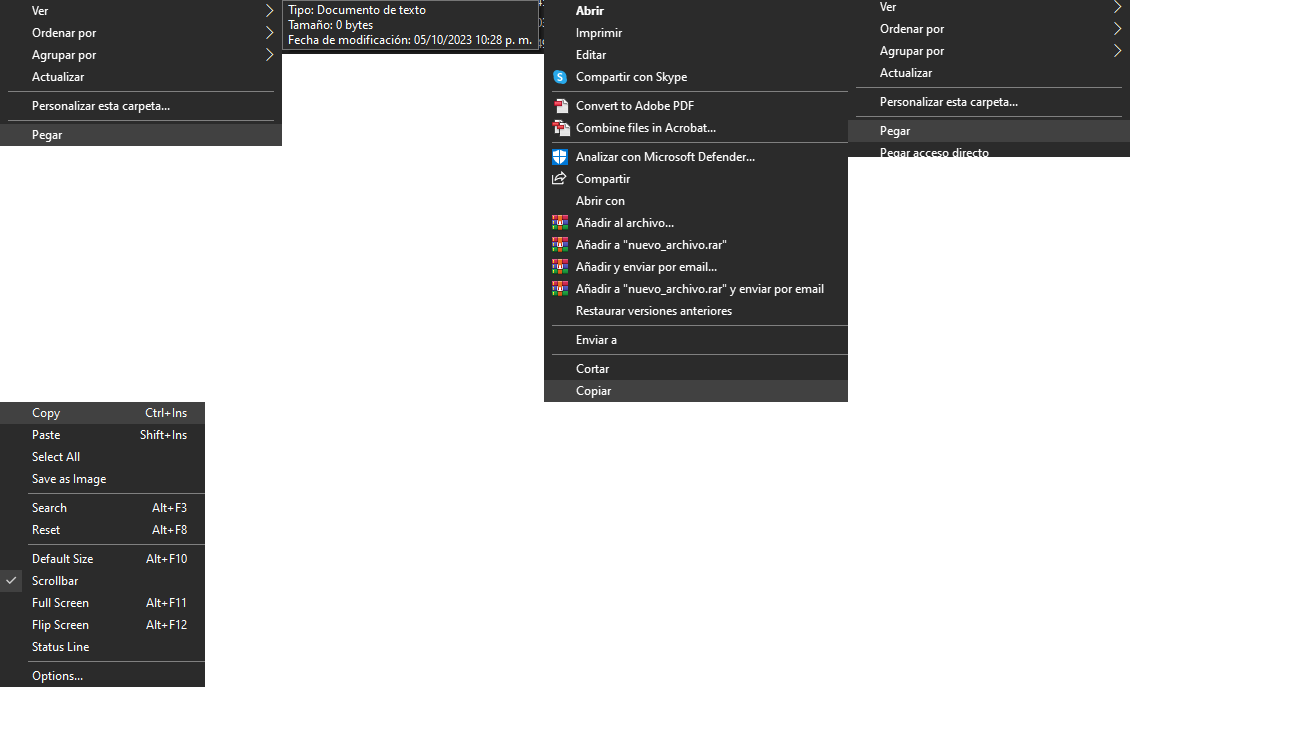 Ver
Ordenar por
Agrupar por
Actualizar
Personalizar esta carpeta...
Pegar
Tipo: Documento de texto
Tamaño: 0 bytes
Fecha de modificación: 05/10/2023 10:28 p. m.
Abrir
Imprimir
Editar
Compartir con Skype
Convert to Adobe PDF
Combine files in Acrobat...
Analizar con Microsoft Defender...
Compartir
Abrir con
Añadir al archivo...
Añadir a "nuevo_archivo.rar"
Añadir y enviar por email...
Añadir a "nuevo_archivo.rar" y enviar por email
Restaurar versiones anteriores
Enviar a
Cortar
Copiar
Ver
Ordenar por
Agrupar por
Actualizar
Personalizar esta carpeta...
Pegar
Pegar acceso directo
Copy Ctrl+Ins
Paste Shift+Ins
Select All
Save as Image
Search Alt+F3
Reset Alt+F8
Default Size Alt+F10
Scrollbar
Full Screen Alt+F11
Flip Screen Alt+F12
Status Line
Options...